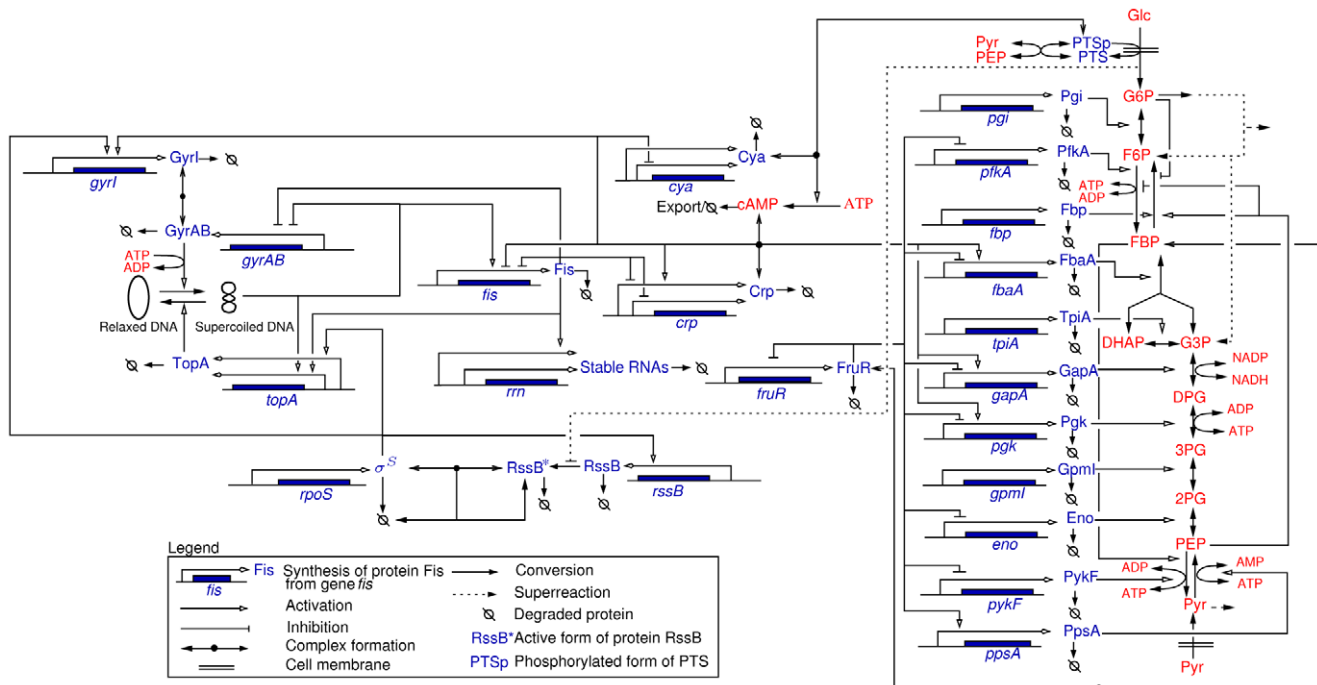 Glc
Pyr
PEP
PTSp
PTS
Pgi
pgi
G6P
GyrI
gyrI
Cya
cya
PfkA
pfkA
F6P
ATP
ADP
Export/Ø
cAMP
ATP
GyrAB
gyrAB
Fbp
fbp
FBP
ATP
ADP
Fis
fis
Crp
crp
FbaA
fbaA
Relaxed DNA
Supercoiled DNA
TpiA
tpiA
DHAP
G3P
TopA
topA
Stable RNAs
rrn
FruR
fruR
GapA
gapA
NADP
NADH
DPG
Pgk
pgk
ADP
ATP
3PG
σS
rpoS
RssB*
RssB
rssB
GpmI
gpmI
2PG
Eno
eno
PEP
PykF
pykF
ADP
ATP
AMP
ATP
Pyr
PpsA
ppsA
Pyr
Legend
Fis
fis
Synthesis of protein Fis
from gene fis
Activation
Inhibition
Complex formation
Cell membrane
Conversion
Superreaction
Ø Degraded protein
RssB* Active form of protein RssB
PTSp Phosphorylated form of PTS